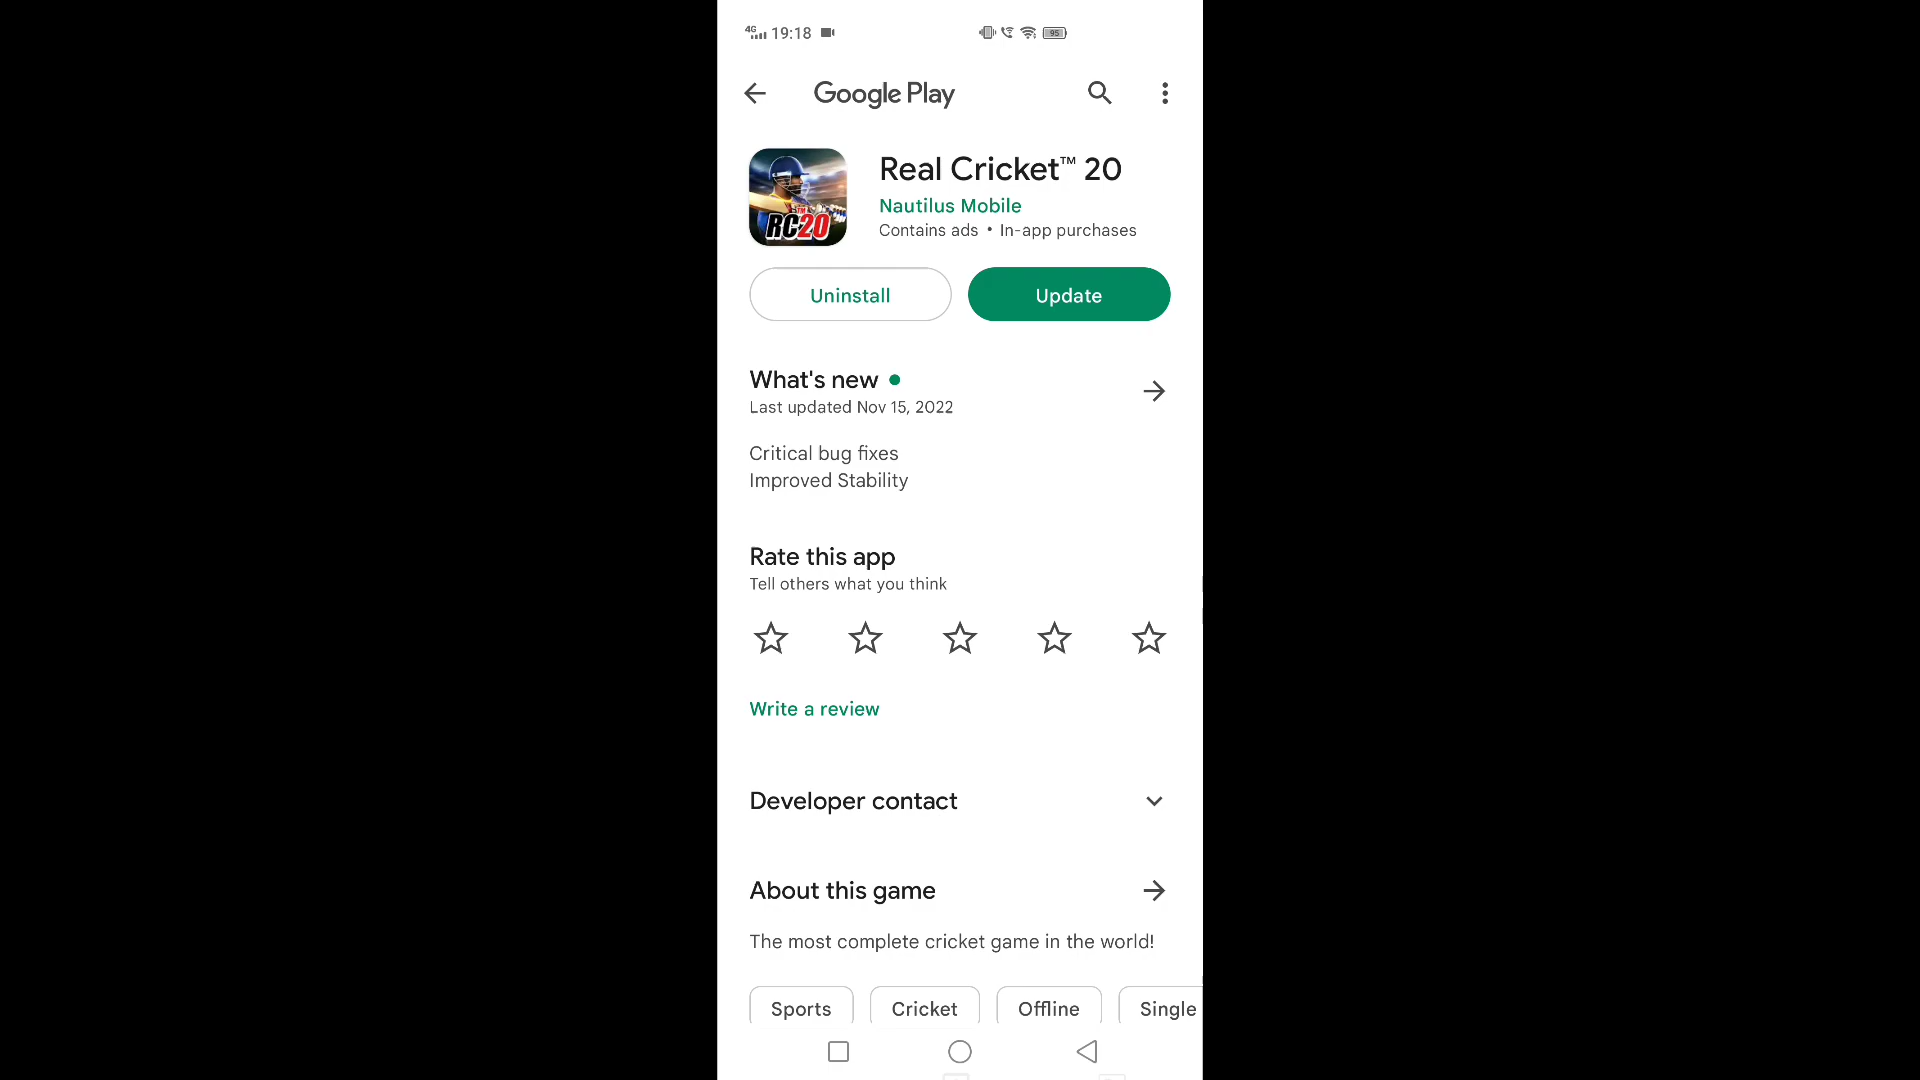 4G 19:18 95
Google Play
Real Cricket™ 20
Nautilus Mobile
Contains ads • In-app purchases
RC20
Uninstall
Update
What's new
Last updated Nov 15, 2022
Critical bug fixes
Improved Stability
Rate this app
Tell others what you think
Write a review
Developer contact
About this game
The most complete cricket game in the world!
Sports
Cricket
Offline
Single